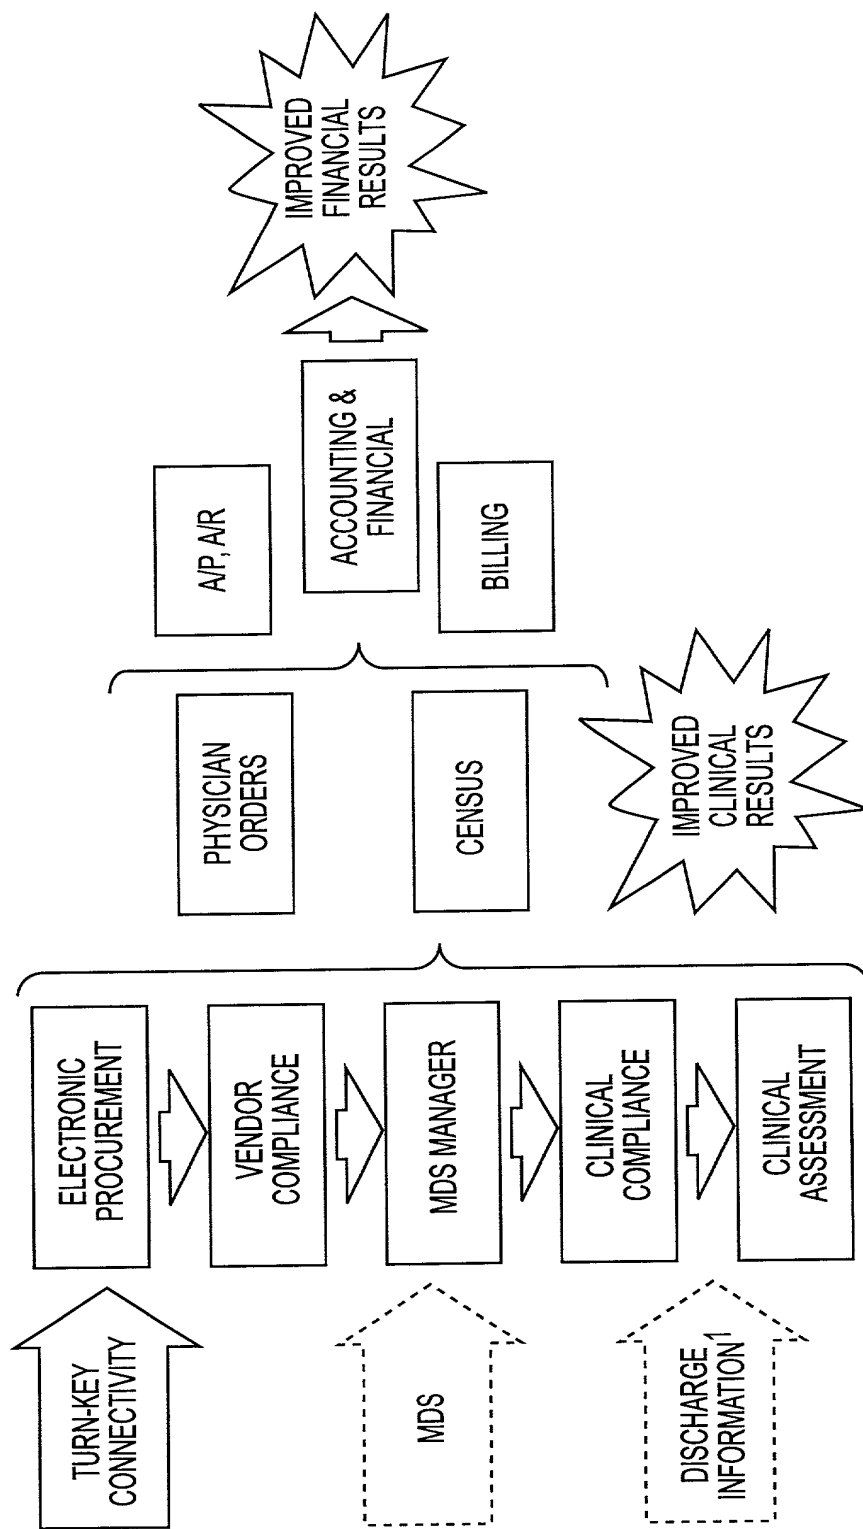 TURN-KEY
CONNECTIVITY
MDS
DISCHARGE
INFORMATION¹
ELECTRONIC
PROCUREMENT
VENDOR
COMPLIANCE
MDS MANAGER
CLINICAL
COMPLIANCE
CLINICAL
ASSESSMENT
PHYSICIAN
ORDERS
CENSUS
IMPROVED
CLINICAL
RESULTS
A/P, A/R
ACCOUNTING &
FINANCIAL
BILLING
IMPROVED
FINANCIAL
RESULTS